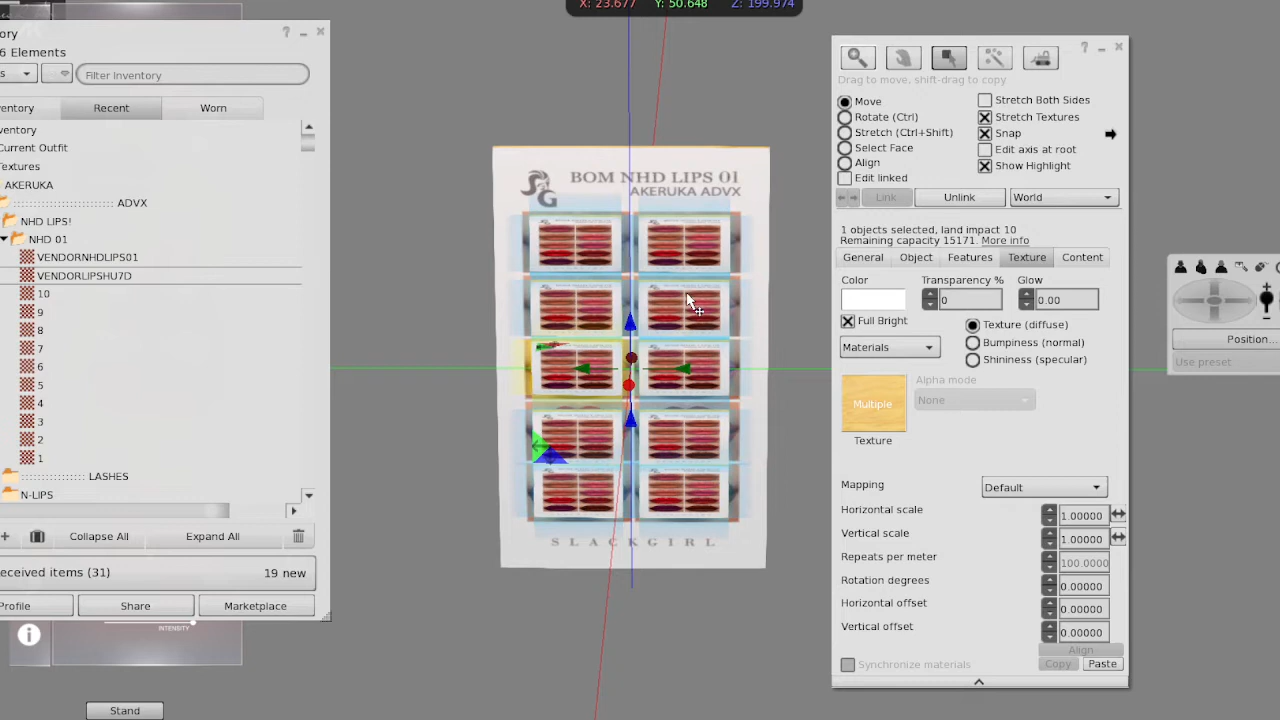 X: 23.677 Y: 50.648 Z: 199.974
ory
6 Elements
s
Filter Inventory
ventory
Recent
Worn
ventory
Current Outfit
Textures
AKERUKA
:::::::::::::::::::::: ADVX
NHD LIPS!
NHD 01
VENDORNHDLIPS01
VENDORLIPSHU7D
10
9
8
7
6
5
4
3
2
1
:::::::::::::::: LASHES
N-LIPS
+
Collapse All
Expand All
eceived items (31)
19 new
Profile
Share
Marketplace
INTENSITY
Stand
SG
BOM NHD LIPS 01
AKERUKA ADVX
SLACKGIRL
Drag to move, shift-drag to copy
Move
Rotate (Ctrl)
Stretch (Ctrl+Shift)
Select Face
Align
Edit linked
Stretch Both Sides
Stretch Textures
Snap
Edit axis at root
Show Highlight
Link
Unlink
World
1 objects selected, land impact 10
Remaining capacity 15171. More info
General
Object
Features
Texture
Content
Color
Transparency %
Glow
0
0.00
Full Bright
Materials
Texture (diffuse)
Bumpiness (normal)
Shininess (specular)
Multiple
Texture
Alpha mode
None
Mapping
Default
Horizontal scale
1.00000
Vertical scale
1.00000
Repeats per meter
100.0000
Rotation degrees
0.00000
Horizontal offset
0.00000
Vertical offset
0.00000
Align
Synchronize materials
Copy
Paste
Position...
Use preset